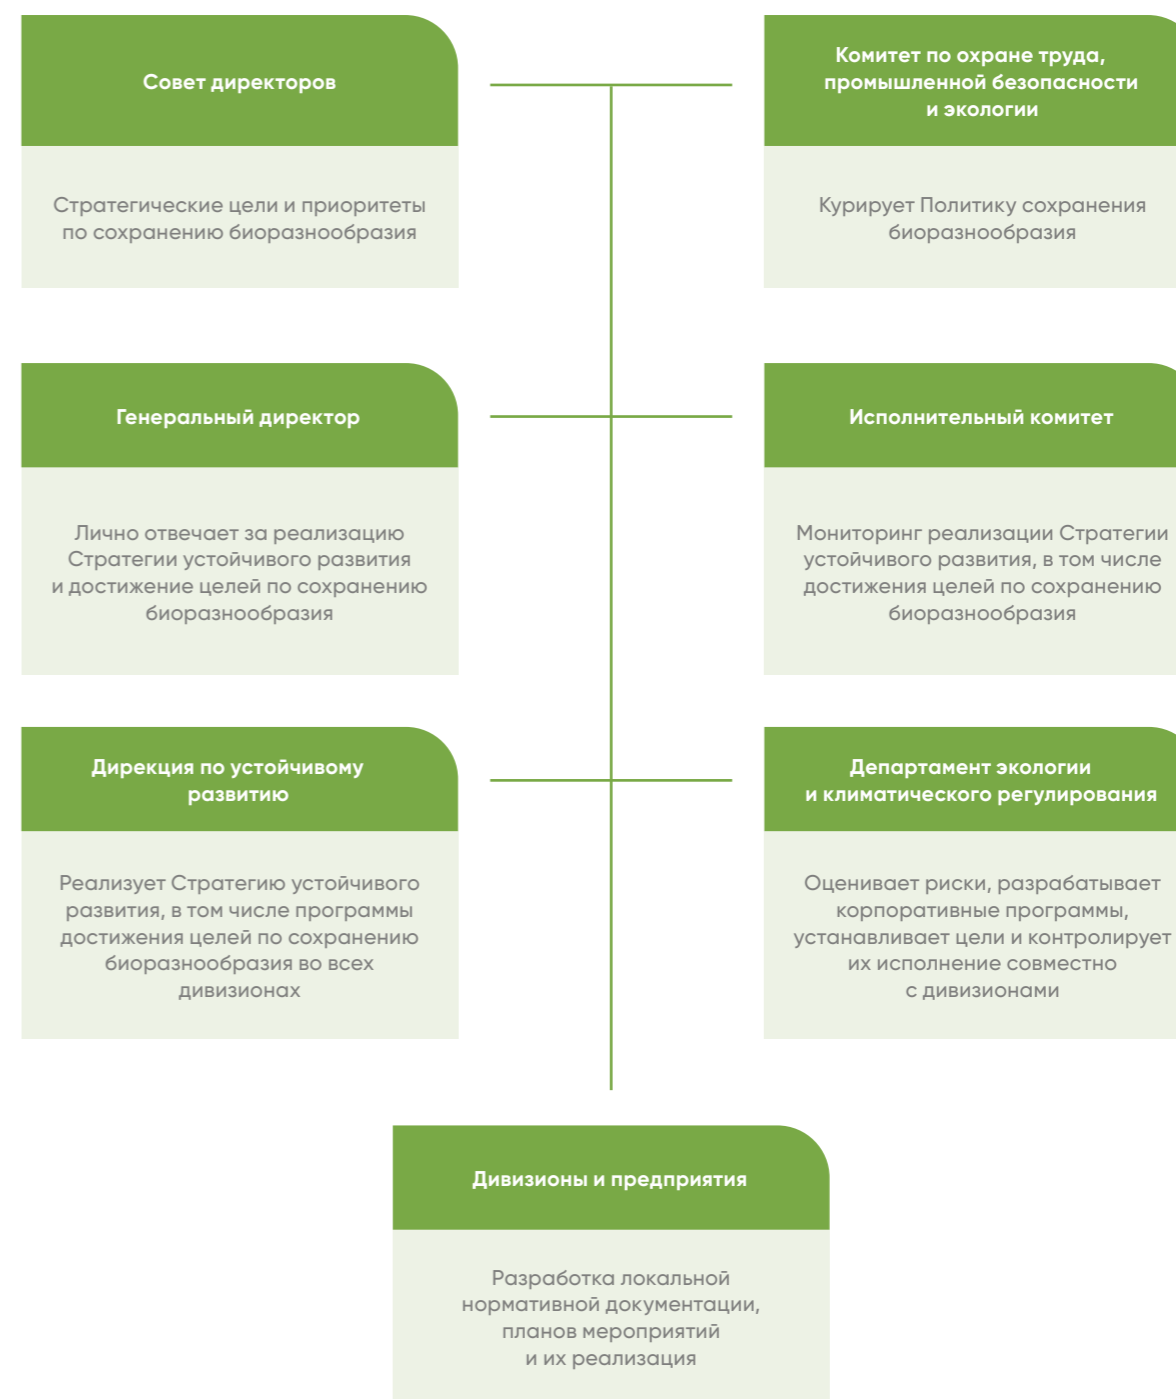 Совет директоров
Стратегические цели и приоритеты
по сохранению биоразнообразия
Комитет по охране труда,
промышленной безопасности
и экологии
Курирует Политику сохранения
биоразнообразия
Генеральный директор
Лично отвечает за реализацию
Стратегии устойчивого развития
и достижение целей по сохранению
биоразнообразия
Исполнительный комитет
Мониторинг реализации Стратегии
устойчивого развития, в том числе
достижения целей по сохранению
биоразнообразия
Дирекция по устойчивому
развитию
Реализует Стратегию устойчивого
развития, в том числе программы
достижения целей по сохранению
биоразнообразия во всех
дивизионах
Департамент экологии
и климатического регулирования
Оценивает риски, разрабатывает
корпоративные программы,
устанавливает цели и контролирует
их исполнение совместно
с дивизионами
Дивизионы и предприятия
Разработка локальной
нормативной документации,
планов мероприятий
и их реализация